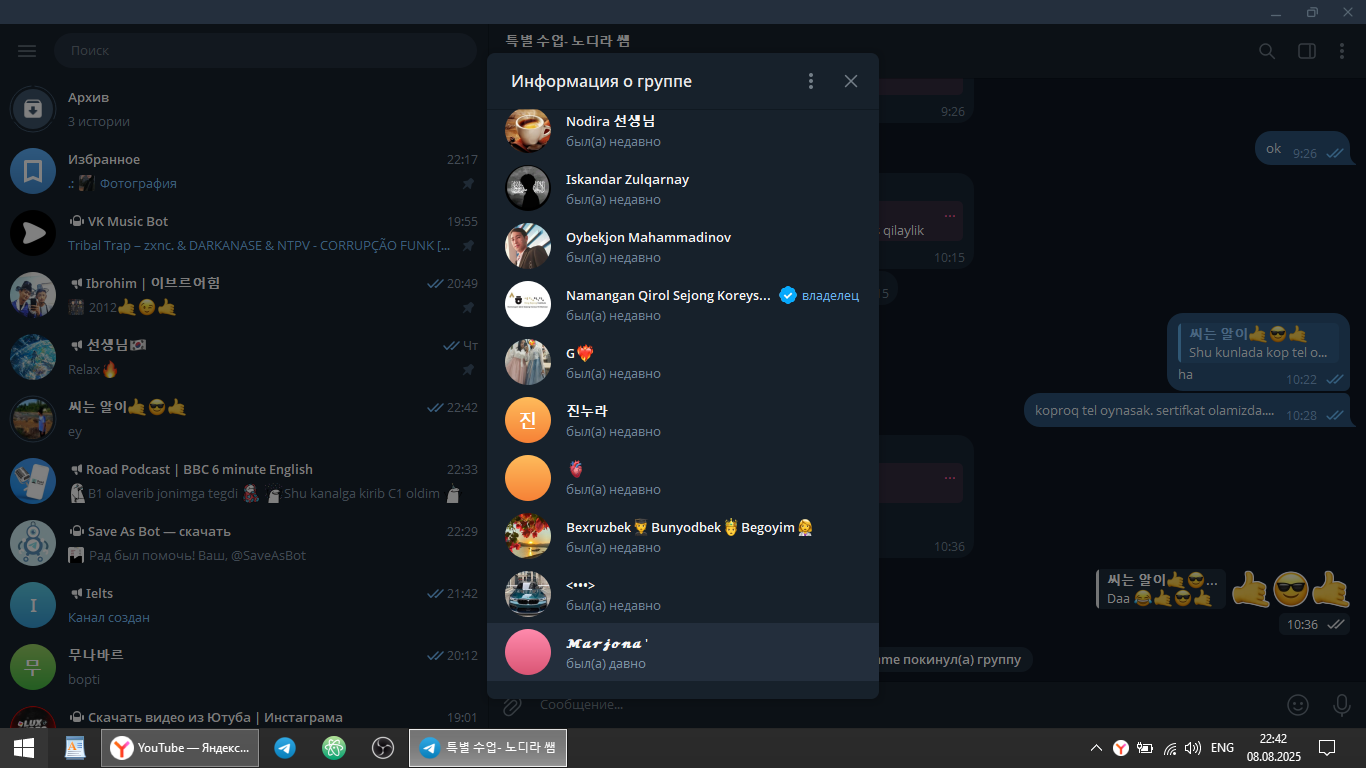 Поиск
Архив
3 истории
Избранное 22:17
.: Фотография
VK Music Bot 19:55
Tribal Trap – zxnc. & DARKANASE & NTPV - CORRUPÇÃO FUNK [...
Ibrohim | 이브르어험 20:49
2012🤙😉🤙
선생님🇰🇷 Чт
Relax🔥
씨는 알이🤙😎🤙 22:42
ey
Road Podcast | BBC 6 minute English 22:33
B1 olaverib jonimga tegdi Shu kanalga kirib C1 oldim
Save As Bot — скачать 22:29
Рад был помочь! Ваш, @SaveAsBot
Ielts 21:42
I
Канал создан
무나바르 20:12
무
bopti
Скачать видео из Ютуба | Инстаграма 19:01
특별 수업- 노디라 쌤
Информация о группе
Nodira 선생님
был(а) недавно
Iskandar Zulqarnay
был(а) недавно
Oybekjon Mahammadinov
был(а) недавно
Namangan Qirol Sejong Koreys... владелец
был(а) недавно
G❤️‍🔥
был(а) недавно
진
진누라
был(а) недавно
🫀
был(а) недавно
Bexruzbek👨‍🎓Bunyodbek🤴Begoyim👩‍🎓
был(а) недавно
<•••>
был(а) недавно
𝓜𝓪𝓻𝓳𝓸𝓷𝓪 '
был(а) давно
9:26
ok 9:26
qilaylik
10:15
씨는 알이🤙😎🤙
Shu kunlada kop tel o...
ha 10:22
koproq tel oynasak. sertifkat olamizda.... 10:28
10:36
씨는 알이🤙😎...
Daa 😂🤙😎🤙
🤙😎🤙
10:36
ame покинул(а) группу
Сообщение...
YouTube — Яндекс...
특별 수업- 노디라 쌤
ENG
22:42
08.08.2025